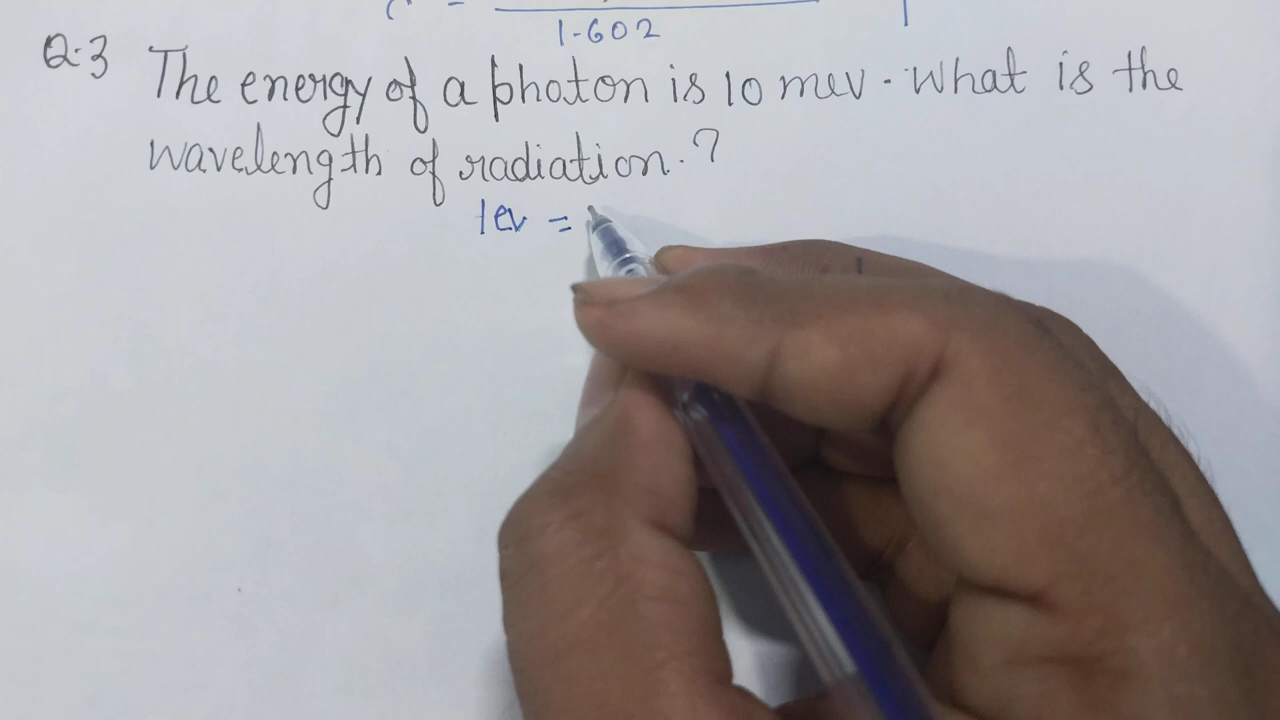 1.602
Q.3 The energy of a photon is 10 mev. What is the
wavelength of radiation.?
1ev =